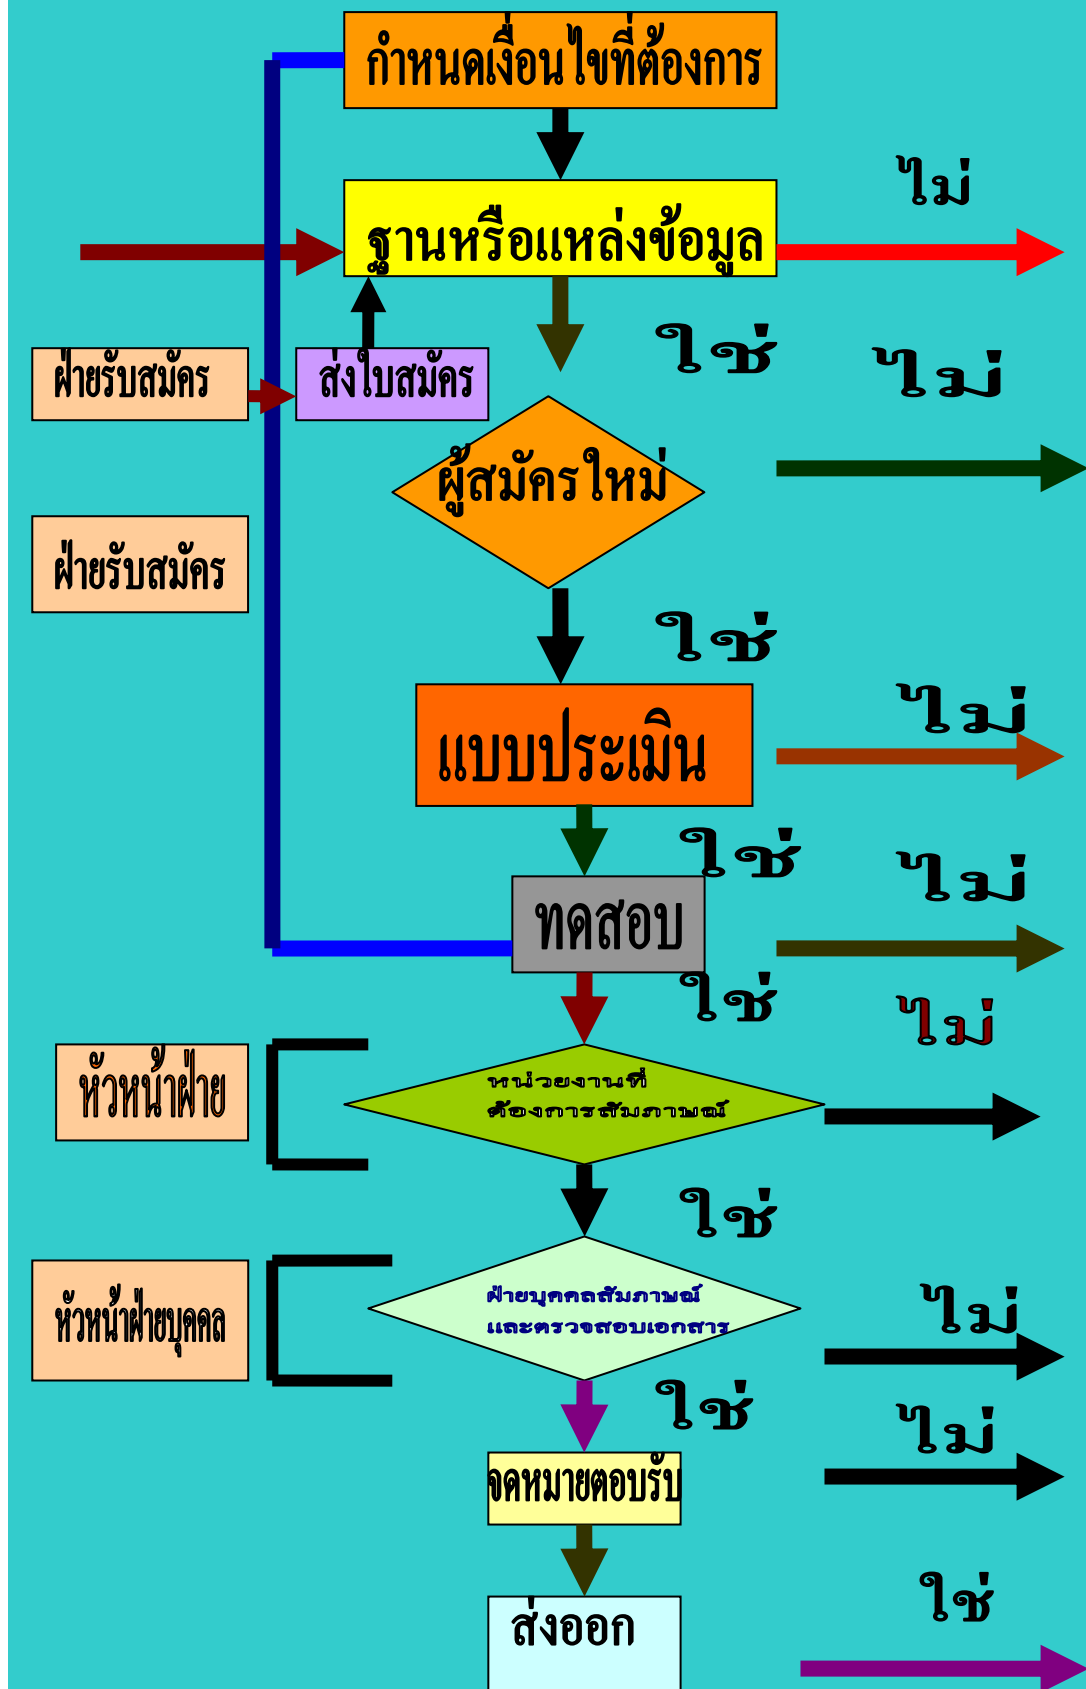 กำหนดเงื่อนไขที่ต้องการ
ไม่
ฐานหรือแหล่งข้อมูล
ใช่
ไม่
ฝ่ายรับสมัคร
ส่งใบสมัคร
ผู้สมัครใหม่
ฝ่ายรับสมัคร
ใช่
ไม่
แบบประเมิน
ใช่
ไม่
ทดสอบ
ใช่
ไม่
หัวหน้าฝ่าย
หน่วยงานที่
ต้องการสัมภาษณ์
ใช่
ฝ่ายบุคคลสัมภาษณ์
และตรวจสอบเอกสาร
ไม่
หัวหน้าฝ่ายบุคคล
ใช่
ไม่
จดหมายตอบรับ
ใช่
ส่งออก